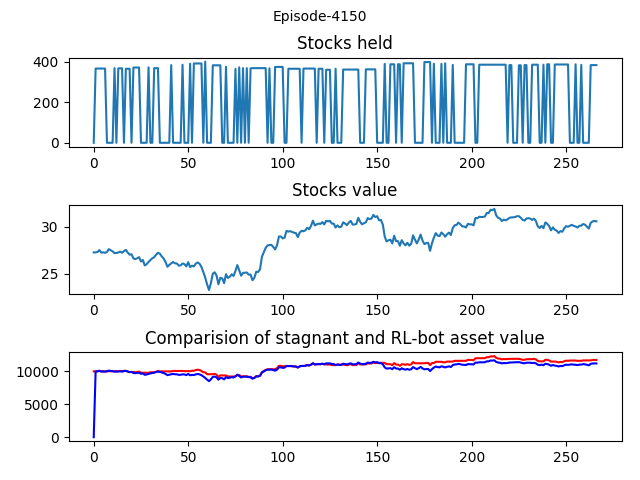 Episode-4150
Stocks held
400
200
0
0 50 100 150 200 250
Stocks value
30
25
0 50 100 150 200 250
Comparision of stagnant and RL-bot asset value
10000
5000
0
0 50 100 150 200 250